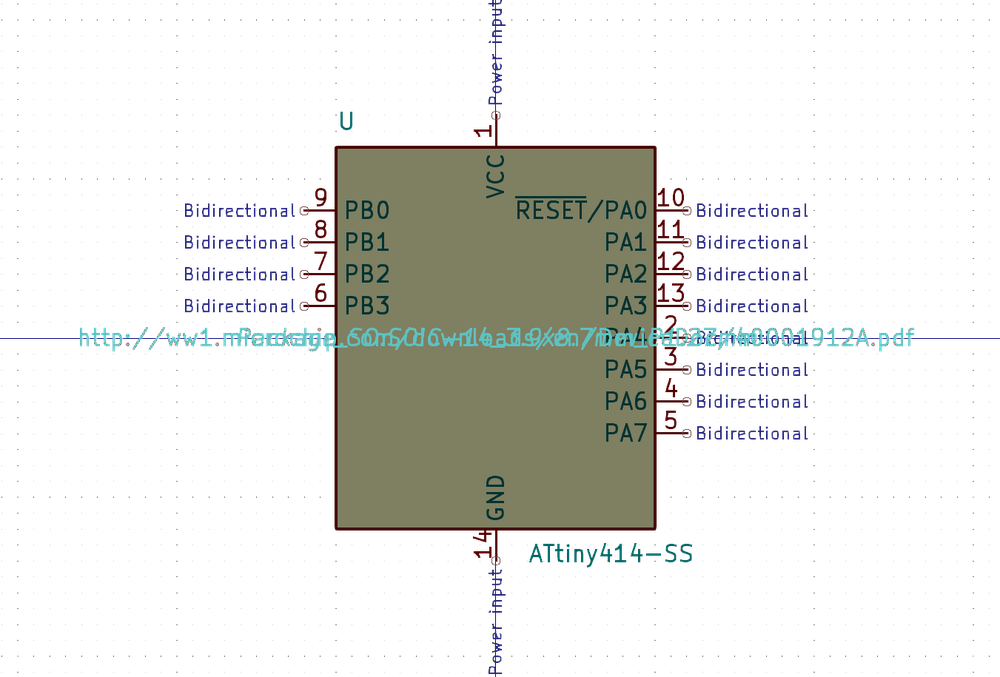 Power input
U
1
VCC
Bidirectional 9 PB0 RESET/PA0 10 Bidirectional
Bidirectional 8 PB1 PA1 11 Bidirectional
Bidirectional 7 PB2 PA2 12 Bidirectional
Bidirectional 6 PB3 PA3 13 Bidirectional
PA4 2 Bidirectional
PA5 3 Bidirectional
PA6 4 Bidirectional
PA7 5 Bidirectional
GND
14
ATtiny414-SS
Power input